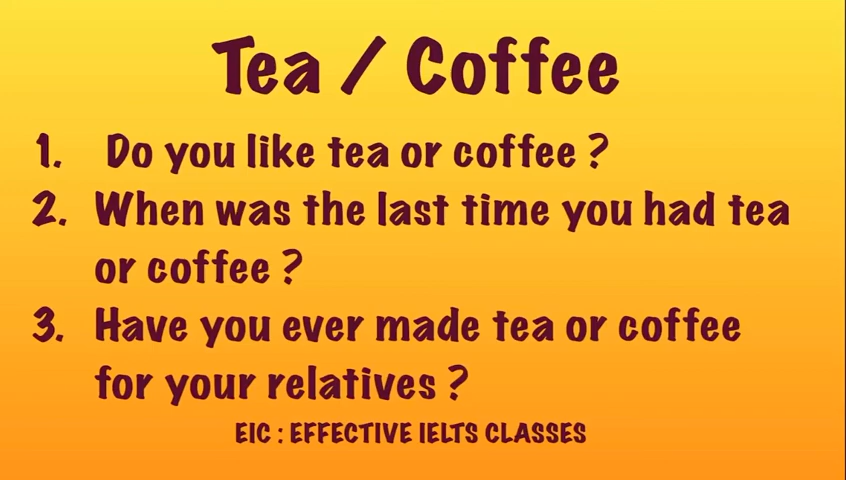 Tea / Coffee
1. Do you like tea or coffee ?
2. When was the last time you had tea
or coffee ?
3. Have you ever made tea or coffee
for your relatives ?
EIC : EFFECTIVE IELTS CLASSES